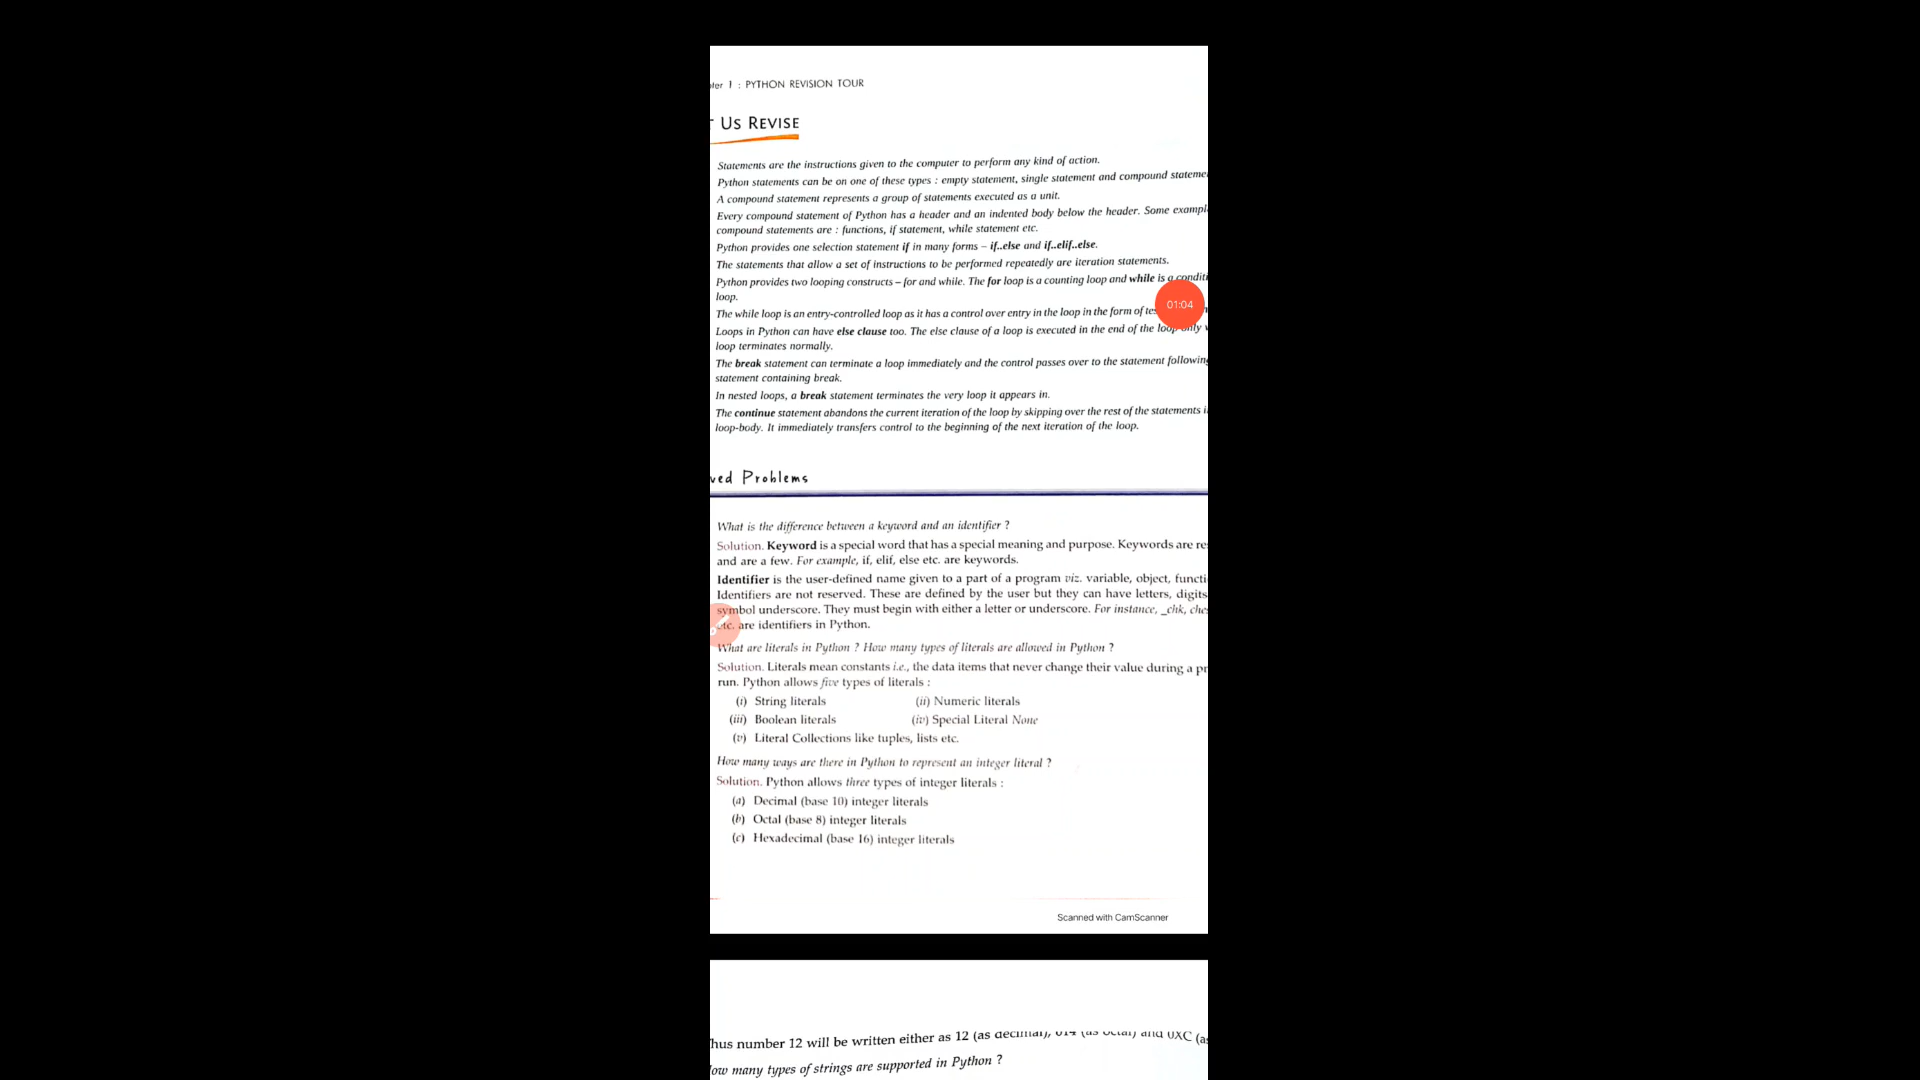 1 : PYTHON REVISION TOUR
US REVISE
Statements are the instructions given to the computer to perform any kind of action.
Python statements can be on one of these types : empty statement, single statement and compound stateme
A compound statement represents a group of statements executed as a unit.
Every compound statement of Python has a header and an indented body below the header. Some exampl
compound statements are : functions, if statement, while statement etc.
Python provides one selection statement if in many forms – if..else and if..elif..else.
The statements that allow a set of instructions to be performed repeatedly are iteration statements.
Python provides two looping constructs – for and while. The for loop is a counting loop and while is a conditi
loop.
01:04
The while loop is an entry-controlled loop as it has a control over entry in the loop in the form of
Loops in Python can have else clause too. The else clause of a loop is executed in the end of the loop only
loop terminates normally.
The break statement can terminate a loop immediately and the control passes over to the statement following
statement containing break.
In nested loops, a break statement terminates the very loop it appears in.
The continue statement abandons the current iteration of the loop by skipping over the rest of the statements i
loop-body. It immediately transfers control to the beginning of the next iteration of the loop.
ved Problems
What is the difference between a keyword and an identifier ?
Solution. Keyword is a special word that has a special meaning and purpose. Keywords are re
and are a few. For example, if, elif, else etc. are keywords.
Identifier is the user-defined name given to a part of a program viz. variable, object, functi
Identifiers are not reserved. These are defined by the user but they can have letters, digits
symbol underscore. They must begin with either a letter or underscore. For instance, _chk, che
etc. are identifiers in Python.
What are literals in Python ? How many types of literals are allowed in Python ?
Solution. Literals mean constants i.e., the data items that never change their value during a pr
run. Python allows five types of literals :
(i) String literals (ii) Numeric literals
(iii) Boolean literals (iv) Special Literal None
(v) Literal Collections like tuples, lists etc.
How many ways are there in Python to represent an integer literal ?
Solution. Python allows three types of integer literals :
(a) Decimal (base 10) integer literals
(b) Octal (base 8) integer literals
(c) Hexadecimal (base 16) integer literals
Scanned with CamScanner
hus number 12 will be written either as 12 (as decimal), 014 (as octal) and 0XC (as
ow many types of strings are supported in Python ?